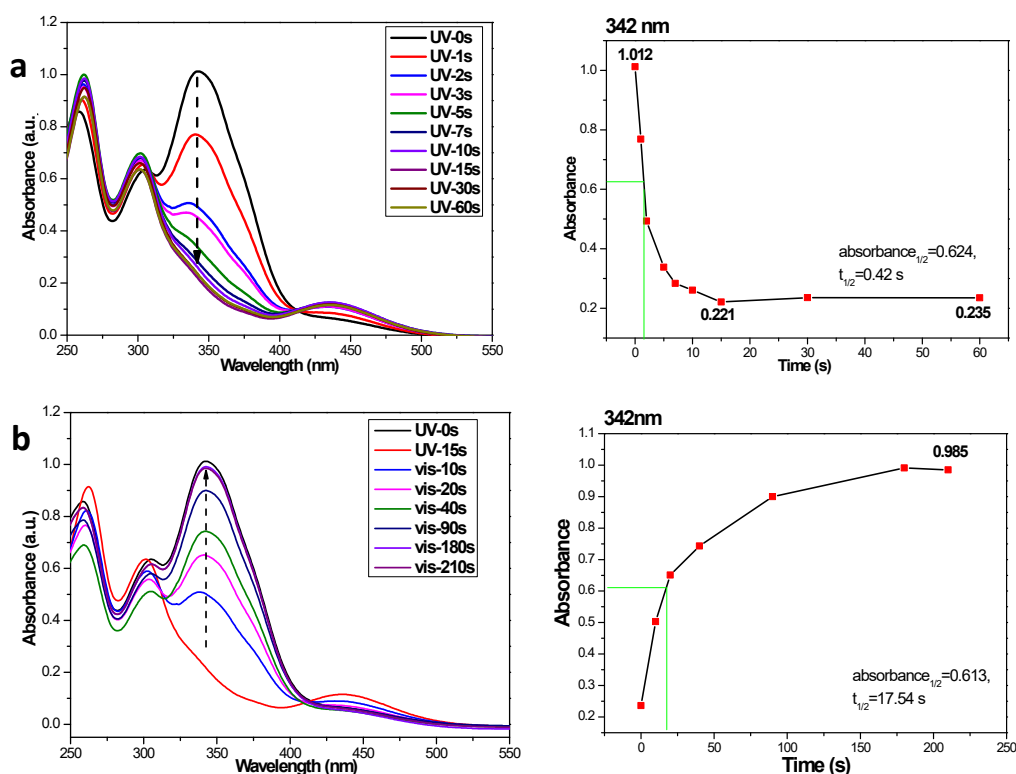 a
1.2
1.0
0.8
0.6
0.4
0.2
0.0
Absorbance (a.u.)
250 300 350 400 450 500 550
Wavelength (nm)
UV-0s
UV-1s
UV-2s
UV-3s
UV-5s
UV-7s
UV-10s
UV-15s
UV-30s
UV-60s
342 nm
1.012
1.0
0.8
0.6
0.4
0.2
Absorbance
absorbance1/2=0.624,
t1/2=0.42 s
0.221
0.235
0 10 20 30 40 50 60
Time (s)
b
1.2
1.0
0.8
0.6
0.4
0.2
0.0
Absorbance (a.u.)
250 300 350 400 450 500 550
Wavelength (nm)
UV-0s
UV-15s
vis-10s
vis-20s
vis-40s
vis-90s
vis-180s
vis-210s
342nm
0.985
1.1
1.0
0.9
0.8
0.7
0.6
0.5
0.4
0.3
0.2
Absorbance
absorbance1/2=0.613,
t1/2=17.54 s
0 50 100 150 200 250
Time (s)